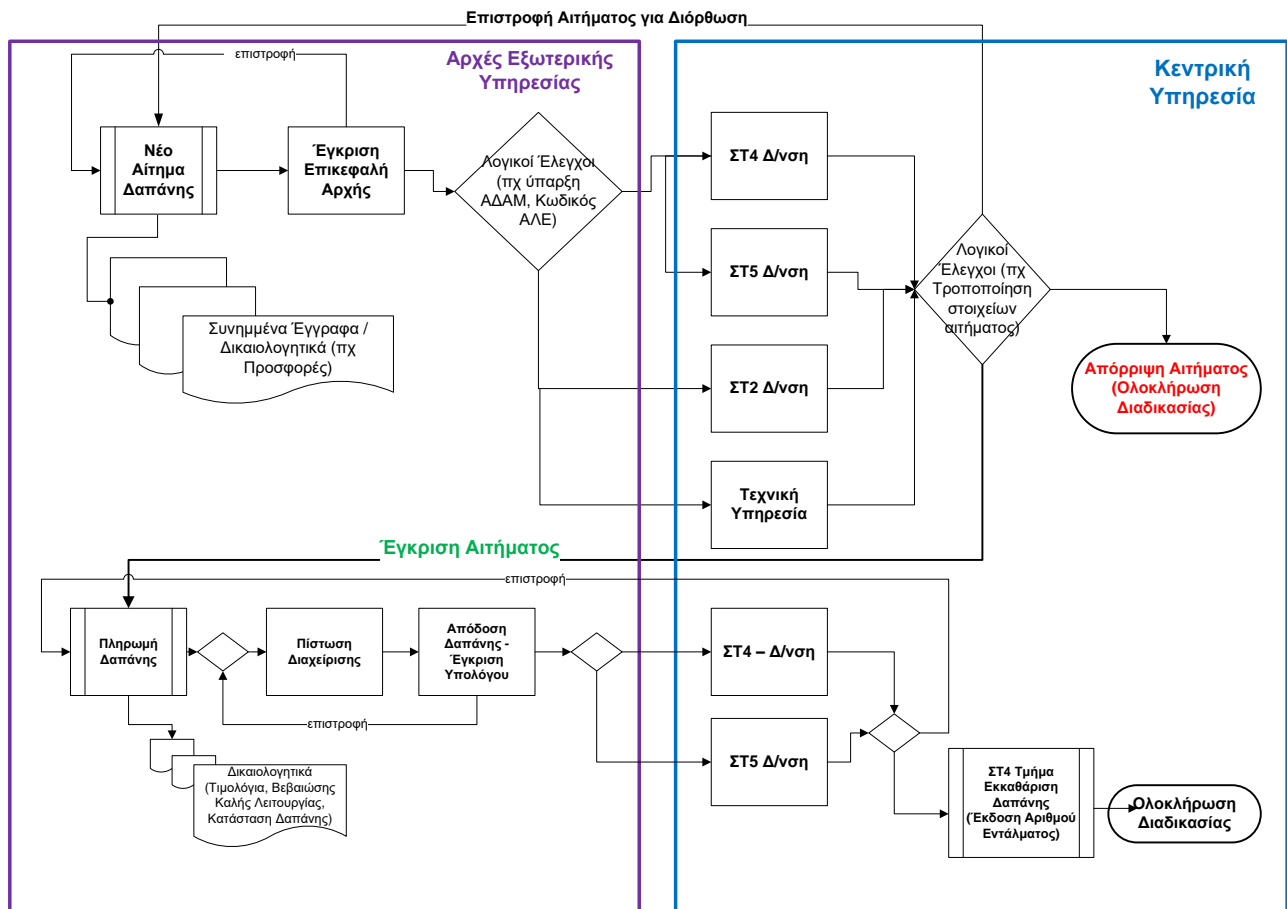 Επιστροφή Αιτήματος για Διόρθωση
επιστροφή
Αρχές Εξωτερικής
Υπηρεσίας
Κεντρική
Υπηρεσία
Νέο
Αίτημα
Δαπάνης
Έγκριση
Επικεφαλή
Αρχής
Λογικοί Έλεγχοι
(πχ ύπαρξη
ΑΔΑΜ, Κωδικός
ΑΛΕ)
ΣΤ4 Δ/νση
ΣΤ5 Δ/νση
Λογικοί
Έλεγχοι (πχ
Τροποποίηση
στοιχείων
αιτήματος)
Συνημμένα Έγγραφα /
Δικαιολογητικά (πχ
Προσφορές)
ΣΤ2 Δ/νση
Απόρριψη Αιτήματος
(Ολοκλήρωση
Διαδικασίας)
Τεχνική
Υπηρεσία
Έγκριση Αιτήματος
επιστροφή
Πληρωμή
Δαπάνης
Πίστωση
Διαχείρισης
Απόδοση
Δαπάνης -
Έγκριση
Υπολόγου
ΣΤ4 – Δ/νση
επιστροφή
ΣΤ5 Δ/νση
Δικαιολογητικά
(Τιμολόγια, Βεβαιώσης
Καλής Λειτουργίας,
Κατάσταση Δαπάνης)
ΣΤ4 Τμήμα
Εκκαθάριση
Δαπάνης
(Έκδοση Αριθμού
Εντάλματος)
Ολοκλήρωση
Διαδικασίας